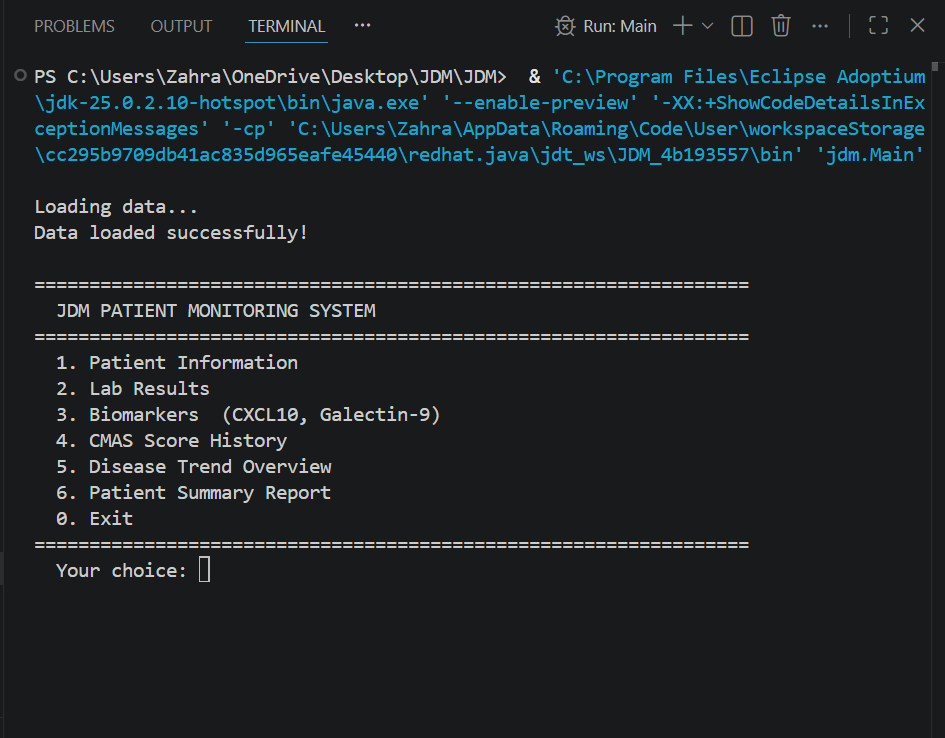 PROBLEMS OUTPUT TERMINAL ... Run: Main
PS C:\Users\Zahra\OneDrive\Desktop\JDM\JDM>  & 'C:\Program Files\Eclipse Adoptium
\jdk-25.0.2.10-hotspot\bin\java.exe' '--enable-preview' '-XX:+ShowCodeDetailsInEx
ceptionMessages' '-cp' 'C:\Users\Zahra\AppData\Roaming\Code\User\workspaceStorage
\cc295b9709db41ac835d965eafe45440\redhat.java\jdt_ws\JDM_4b193557\bin' 'jdm.Main'
Loading data...
Data loaded successfully!
=================================================================
JDM PATIENT MONITORING SYSTEM
=================================================================
1. Patient Information
2. Lab Results
3. Biomarkers  (CXCL10, Galectin-9)
4. CMAS Score History
5. Disease Trend Overview
6. Patient Summary Report
0. Exit
=================================================================
Your choice: